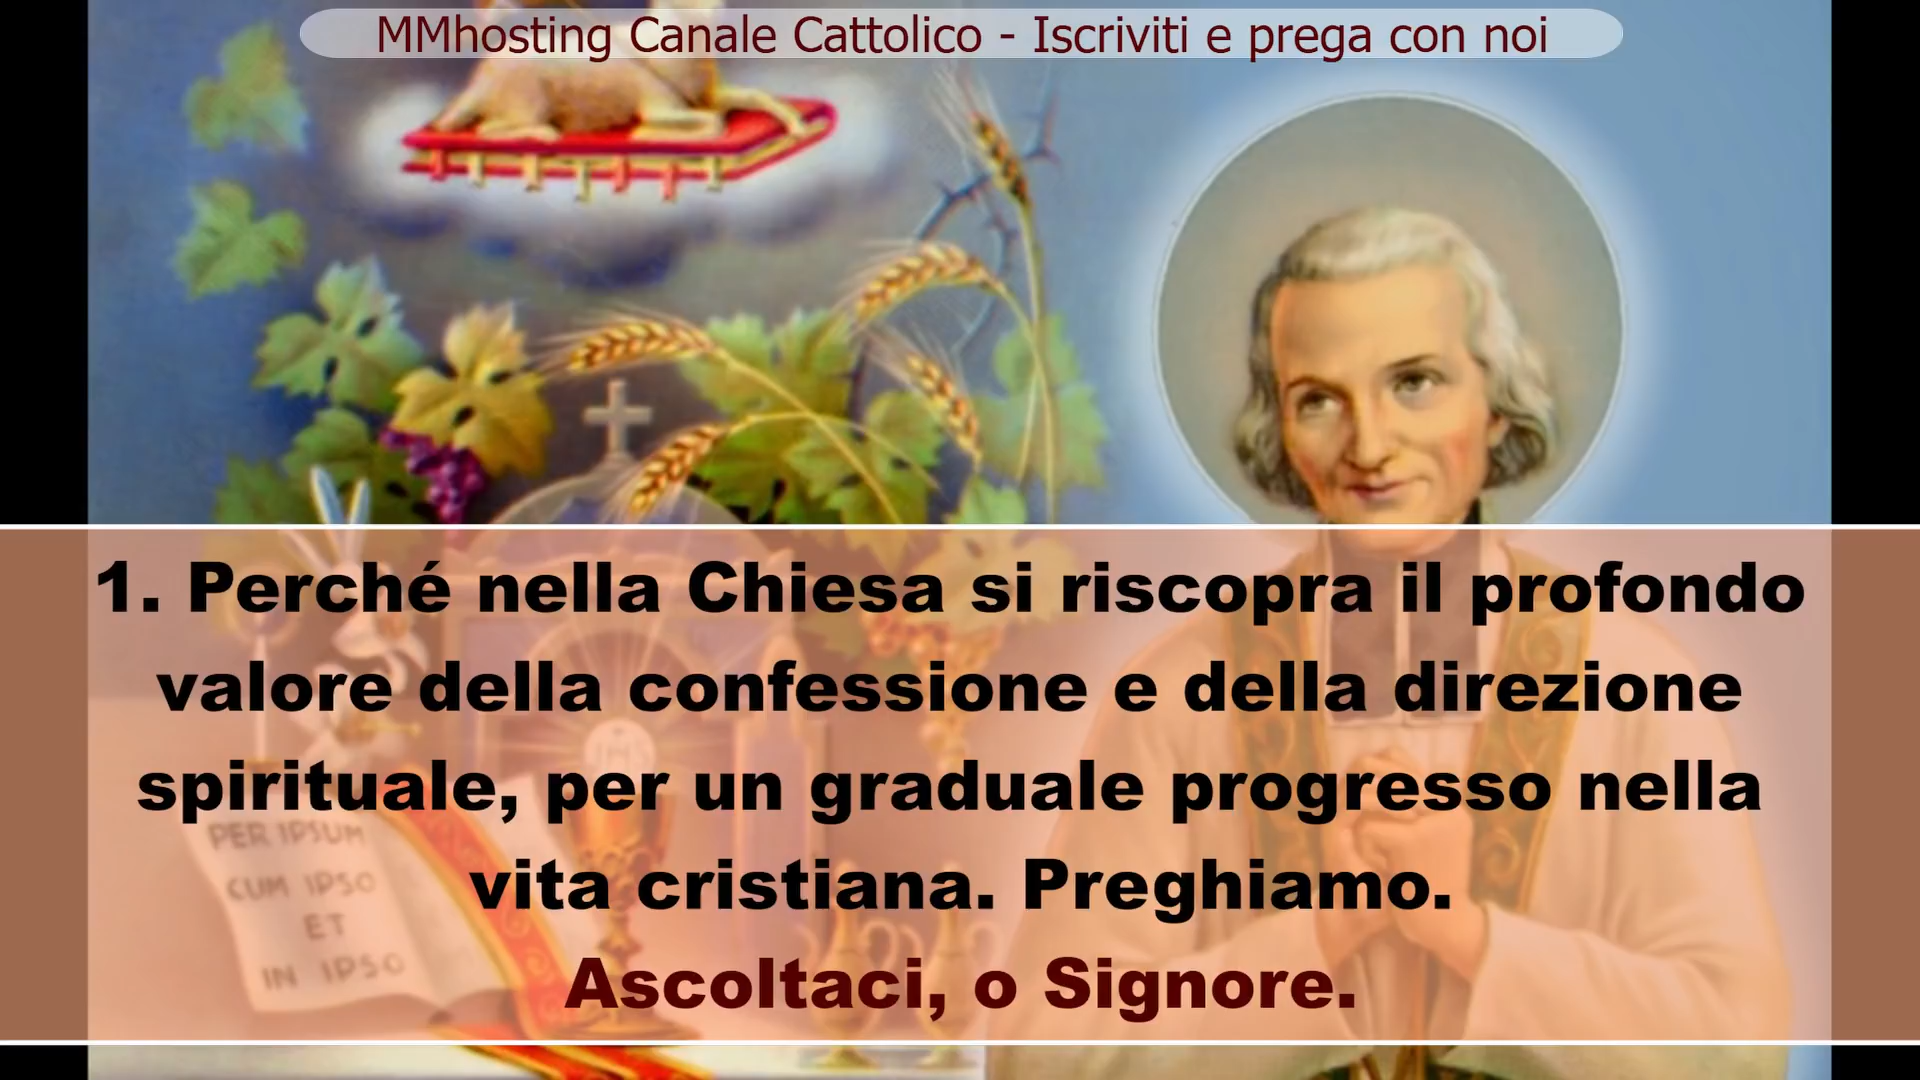 MMhosting Canale Cattolico - Iscriviti e prega con noi
1. Perché nella Chiesa si riscopra il profondo
valore della confessione e della direzione
spirituale, per un graduale progresso nella
vita cristiana. Preghiamo.
Ascoltaci, o Signore.
IHS
PER IPSUM
CUM IPSO
ET
IN IPSO